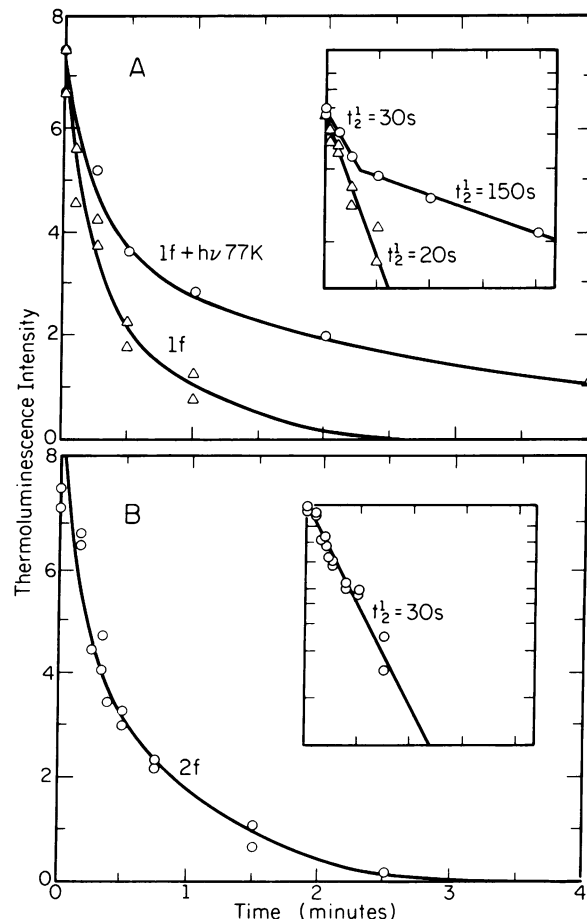 Thermoluminescence Intensity
8
6
4
2
0
A
1f + hν 77K
1f
t½ = 30s
t½ = 150s
t½ = 20s
8
6
4
2
0
B
2f
t½ = 30s
0 1 2 3 4
Time (minutes)